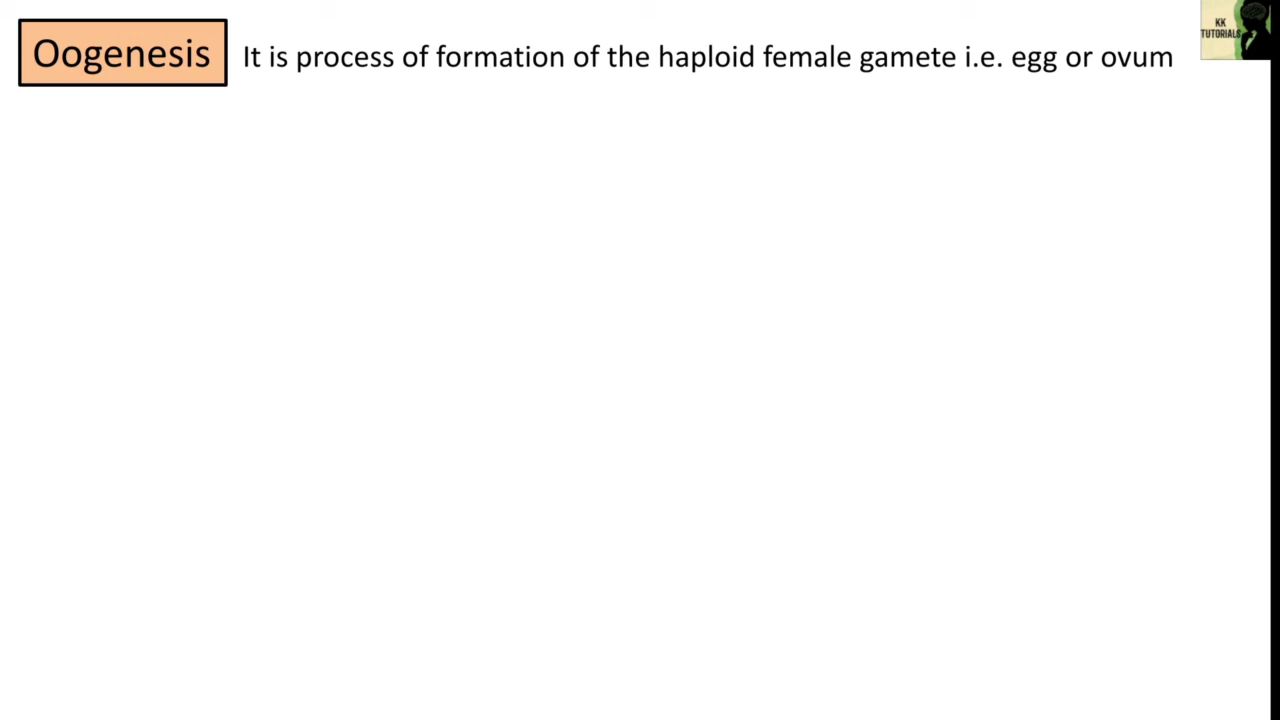 Oogenesis It is process of formation of the haploid female gamete i.e. egg or ovum
KK
TUTORIALS